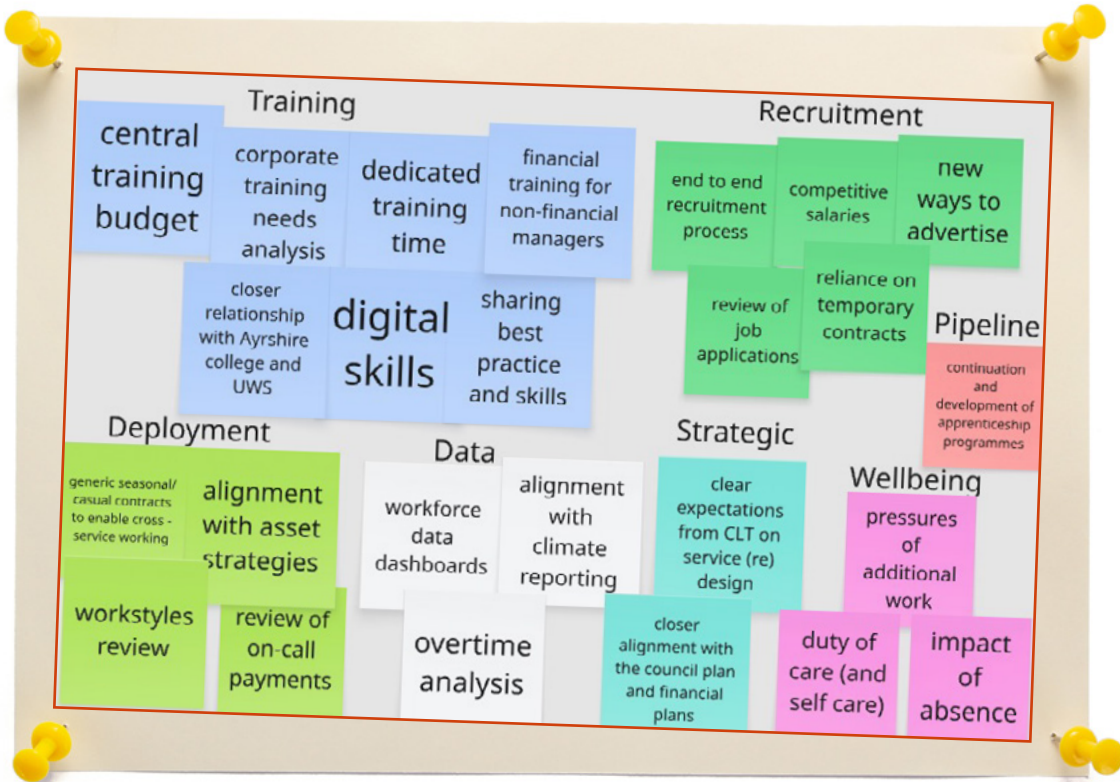 Training
central
training
budget
corporate
training
needs
analysis
dedicated
training
time
financial
training for
non-financial
managers
closer
relationship
with Ayrshire
college and
UWS
digital
skills
sharing
best
practice
and skills
Recruitment
end to end
recruitment
process
competitive
salaries
new
ways to
advertise
review of
job
applications
reliance on
temporary
contracts
Pipeline
continuation
and
development of
apprenticeship
programmes
Deployment
generic seasonal/
casual contracts
to enable cross -
service working
alignment
with asset
strategies
workstyles
review
review of
on-call
payments
Data
workforce
data
dashboards
alignment
with
climate
reporting
overtime
analysis
Strategic
clear
expectations
from CLT on
service (re)
design
closer
alignment with
the council plan
and financial
plans
Wellbeing
pressures
of
additional
work
duty of
care (and
self care)
impact
of
absence